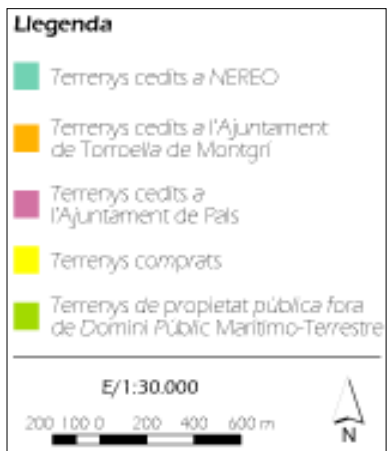 Llegenda
Terrenys cedits a NEREO
Terrenys cedits a l'Ajuntament
de Torroella de Montgrí
Terrenys cedits a
l'Ajuntament de Pals
Terrenys comprats
Terrenys de propietat pública fora
de Domini Públic Marítimo-Terrestre
E/1:30.000
200 100 0 200 400 600 m
N